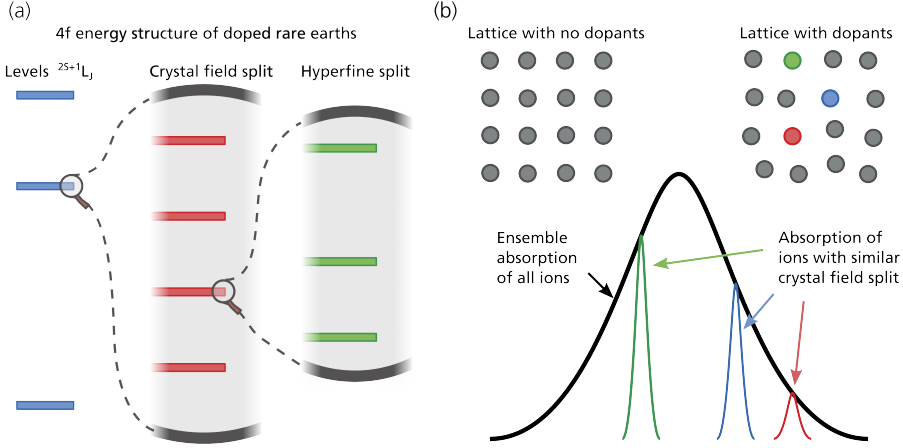 (a)
4f energy structure of doped rare earths
Levels ²ˢ⁺¹L_J
Crystal field split
Hyperfine split
(b)
Lattice with no dopants
Lattice with dopants
Ensemble
absorption
of all ions
Absorption of
ions with similar
crystal field split